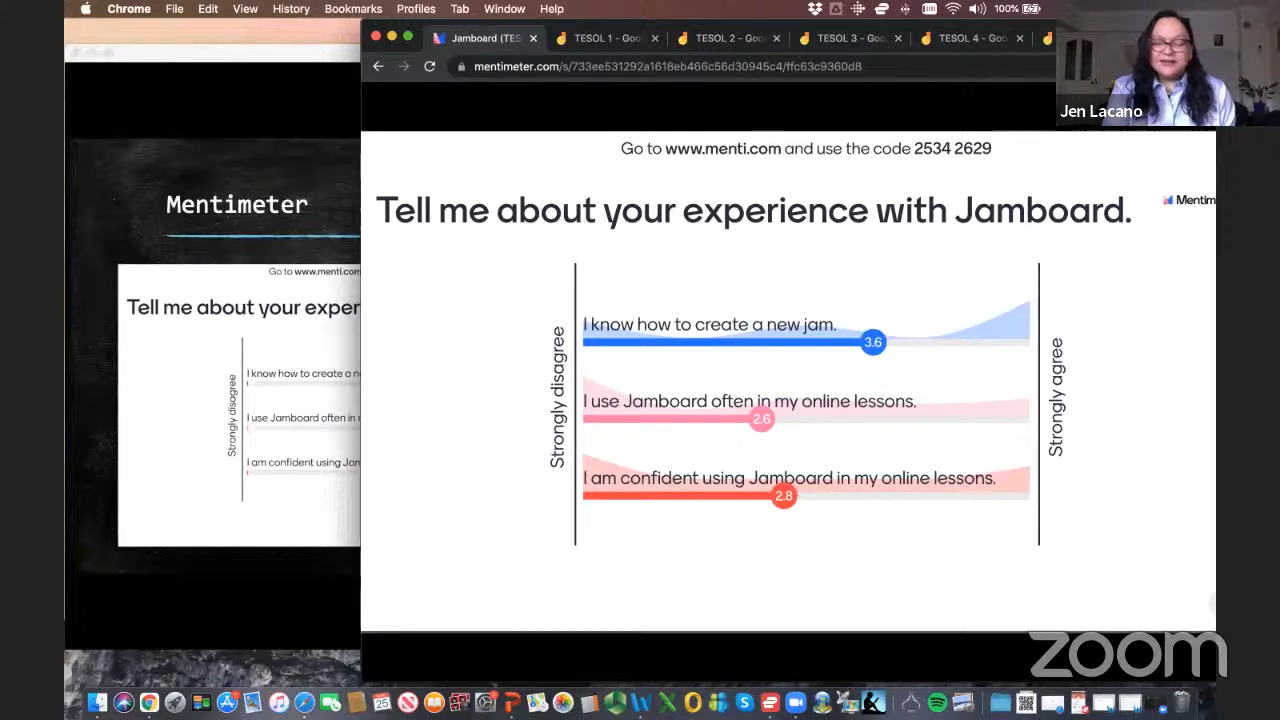 Chrome File Edit View History Bookmarks Profiles Tab Window Help 100%
Jamboard (TES TESOL 1 - Goo TESOL 2 - Goo TESOL 3 - Goo TESOL 4 - Goo
mentimeter.com/s/733ee531292a1618eb466c56d30945c4/ffc63c9360d8
Jen Lacano
Go to www.menti.com and use the code 2534 2629
Mentimeter
Tell me about your experience with Jamboard.
Mentim
Go to www.menti.com
Tell me about your exper
Strongly disagree
I know how to create a n
I use Jamboard often in
I am confident using Jam
Strongly disagree
I know how to create a new jam.
3.6
I use Jamboard often in my online lessons.
2.6
I am confident using Jamboard in my online lessons.
2.8
Strongly agree
zoom